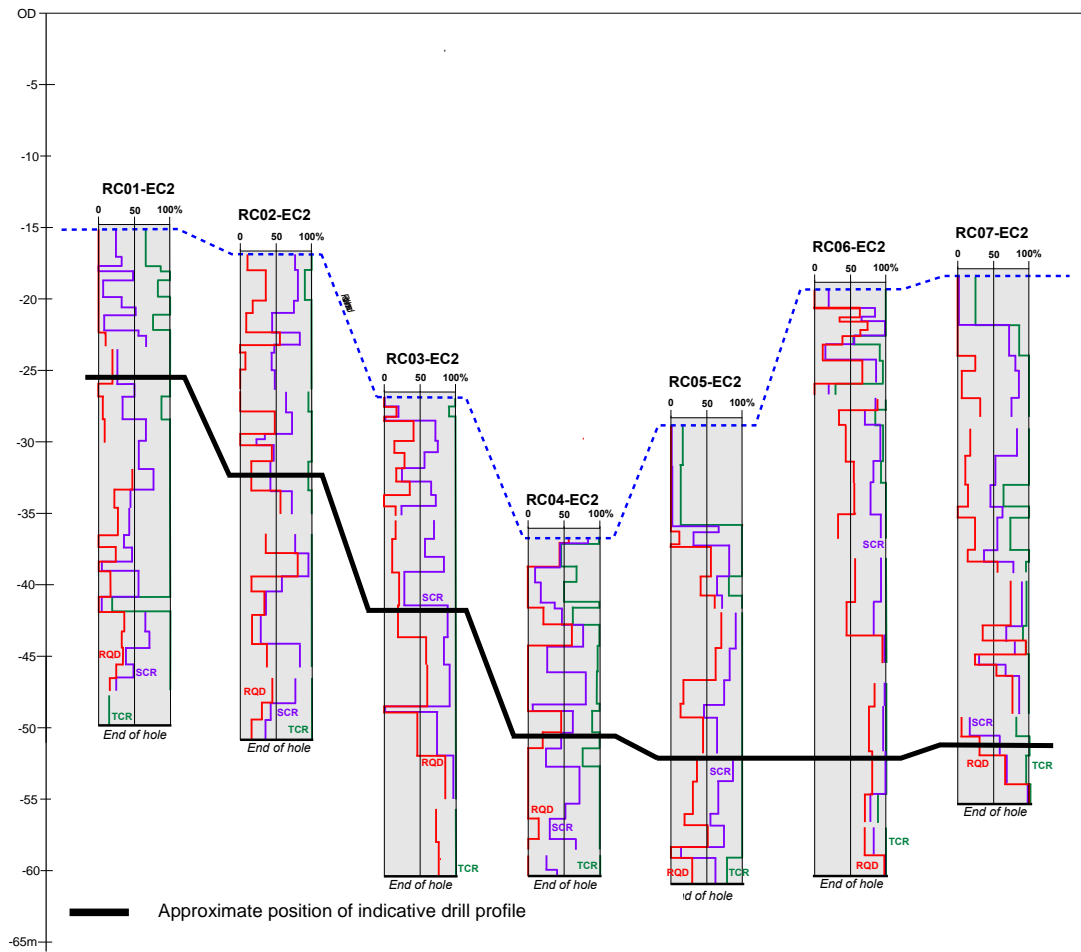 OD
-5
-10
-15
-20
-25
-30
-35
-40
-45
-50
-55
-60
-65m
RC01-EC2
0 50 100%
RQD
SCR
TCR
End of hole
RC02-EC2
0 50 100%
RQD
SCR
TCR
End of hole
RC03-EC2
0 50 100%
SCR
RQD
TCR
End of hole
RC04-EC2
0 50 100%
RQD
SCR
TCR
End of hole
RC05-EC2
0 50 100%
SCR
RQD
TCR
End of hole
RC06-EC2
0 50 100%
SCR
TCR
RQD
End of hole
RC07-EC2
0 50 100%
SCR
RQD
TCR
End of hole
Approximate position of indicative drill profile